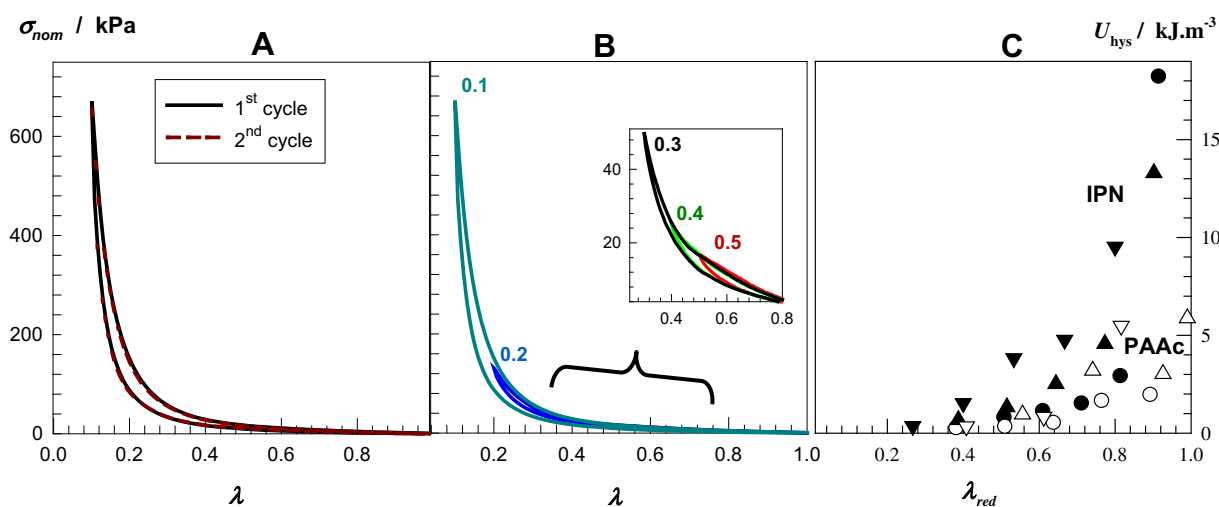 σnom / kPa
A
B
C
Uhys / kJ.m-3
1st cycle
2nd cycle
600
400
200
0
0.0 0.2 0.4 0.6 0.8
λ
0.1
0.2
0.3
0.4
0.5
40
20
0.4 0.6 0.8
0.2 0.4 0.6 0.8 1.0
λ
IPN
PAAc
15
10
5
0
0.2 0.4 0.6 0.8 1.0
λred